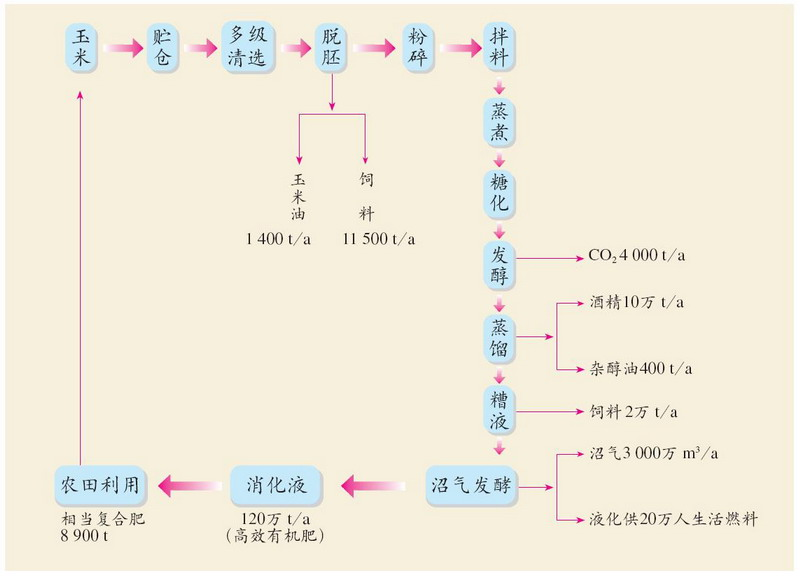 玉米
贮仓
多级清选
脱胚
粉碎
拌料
蒸煮
玉米油
1 400 t/a
饲料
11 500 t/a
糖化
发醇
CO₂ 4 000 t/a
酒精10万 t/a
蒸馏
杂醇油400 t/a
糟液
饲料 2万 t/a
沼气3 000万 m³/a
沼气发酵
液化供20万人生活燃料
消化液
120万 t/a
(高效有机肥)
农田利用
相当复合肥
8 900 t